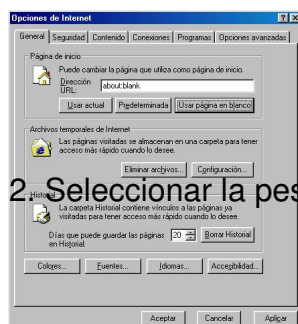 Opciones de Internet
General Seguridad Contenido Conexiones Programas Opciones avanzadas
Página de inicio
Puede cambiar la página que utiliza como página de inicio.
Dirección URL: about:blank
Usar actual Predeterminada Usar página en blanco
Archivos temporales de Internet
Las páginas visitadas se almacenan en una carpeta para tener
acceso más rápido cuando lo desee.
Eliminar archivos... Configuración...
2. Seleccionar la pes
Historial
La carpeta Historial contiene vínculos a las páginas ya
visitadas para tener acceso más rápido cuando lo desee.
Días que puede guardar las páginas en Historial: 20 Borrar Historial
Colores... Fuentes... Idiomas... Accesibilidad...
Aceptar Cancelar Aplicar